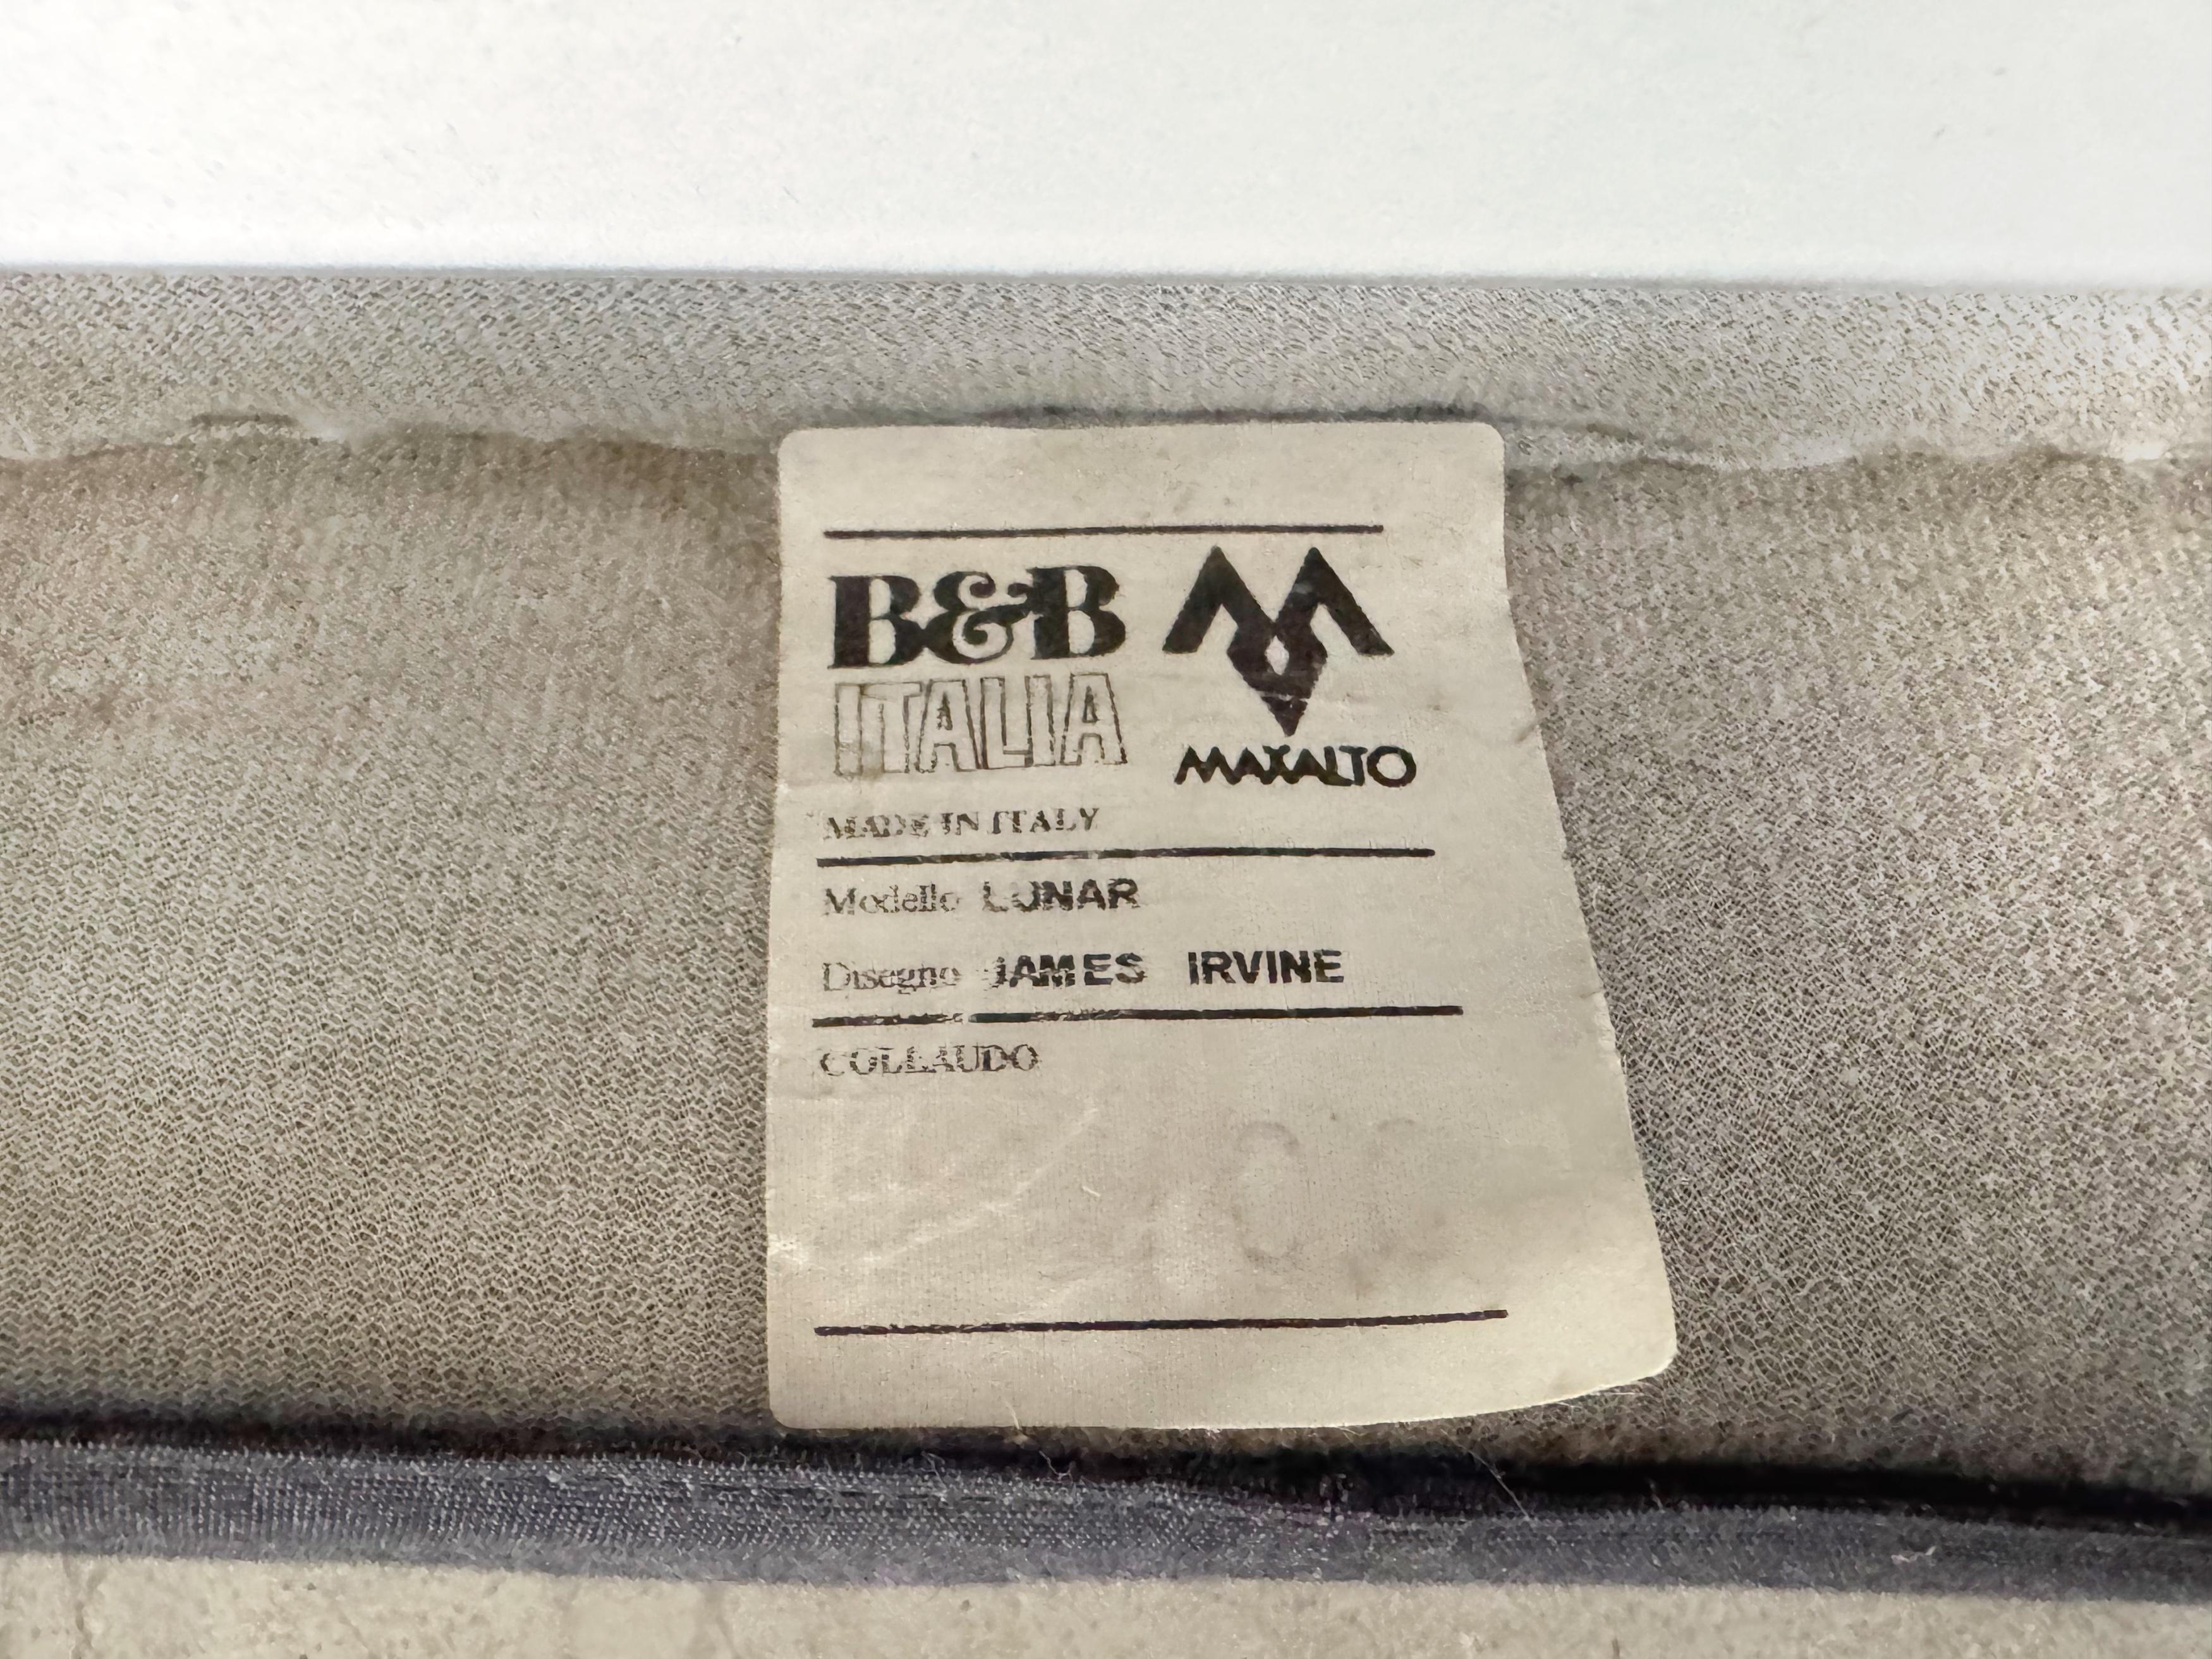 B&B
ITALIA
MAXALTO
MADE IN ITALY
Modello LUNAR
Disegno JAMES IRVINE
COLLAUDO